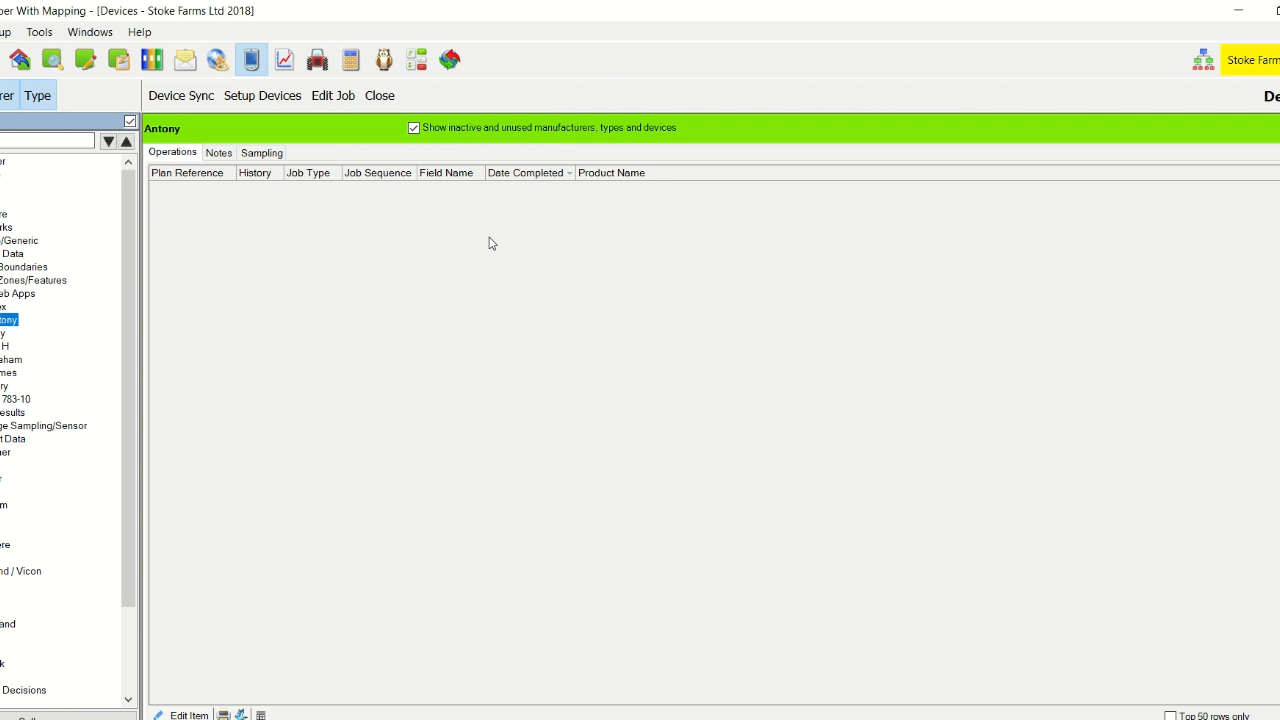 per With Mapping - [Devices - Stoke Farms Ltd 2018]
up Tools Windows Help
Stoke Farm
rer Type Device Sync Setup Devices Edit Job Close De
Antony Show inactive and unused manufacturers, types and devices
Operations Notes Sampling
Plan Reference History Job Type Job Sequence Field Name Date Completed Product Name
er
re
rks
/Generic
Data
Boundaries
Zones/Features
eb Apps
ex
tony
y
H
aham
mes
ry
783-10
esults
ge Sampling/Sensor
t Data
ner
r
m
ere
nd / Vicon
and
k
Decisions
Edit Item Top 50 rows only